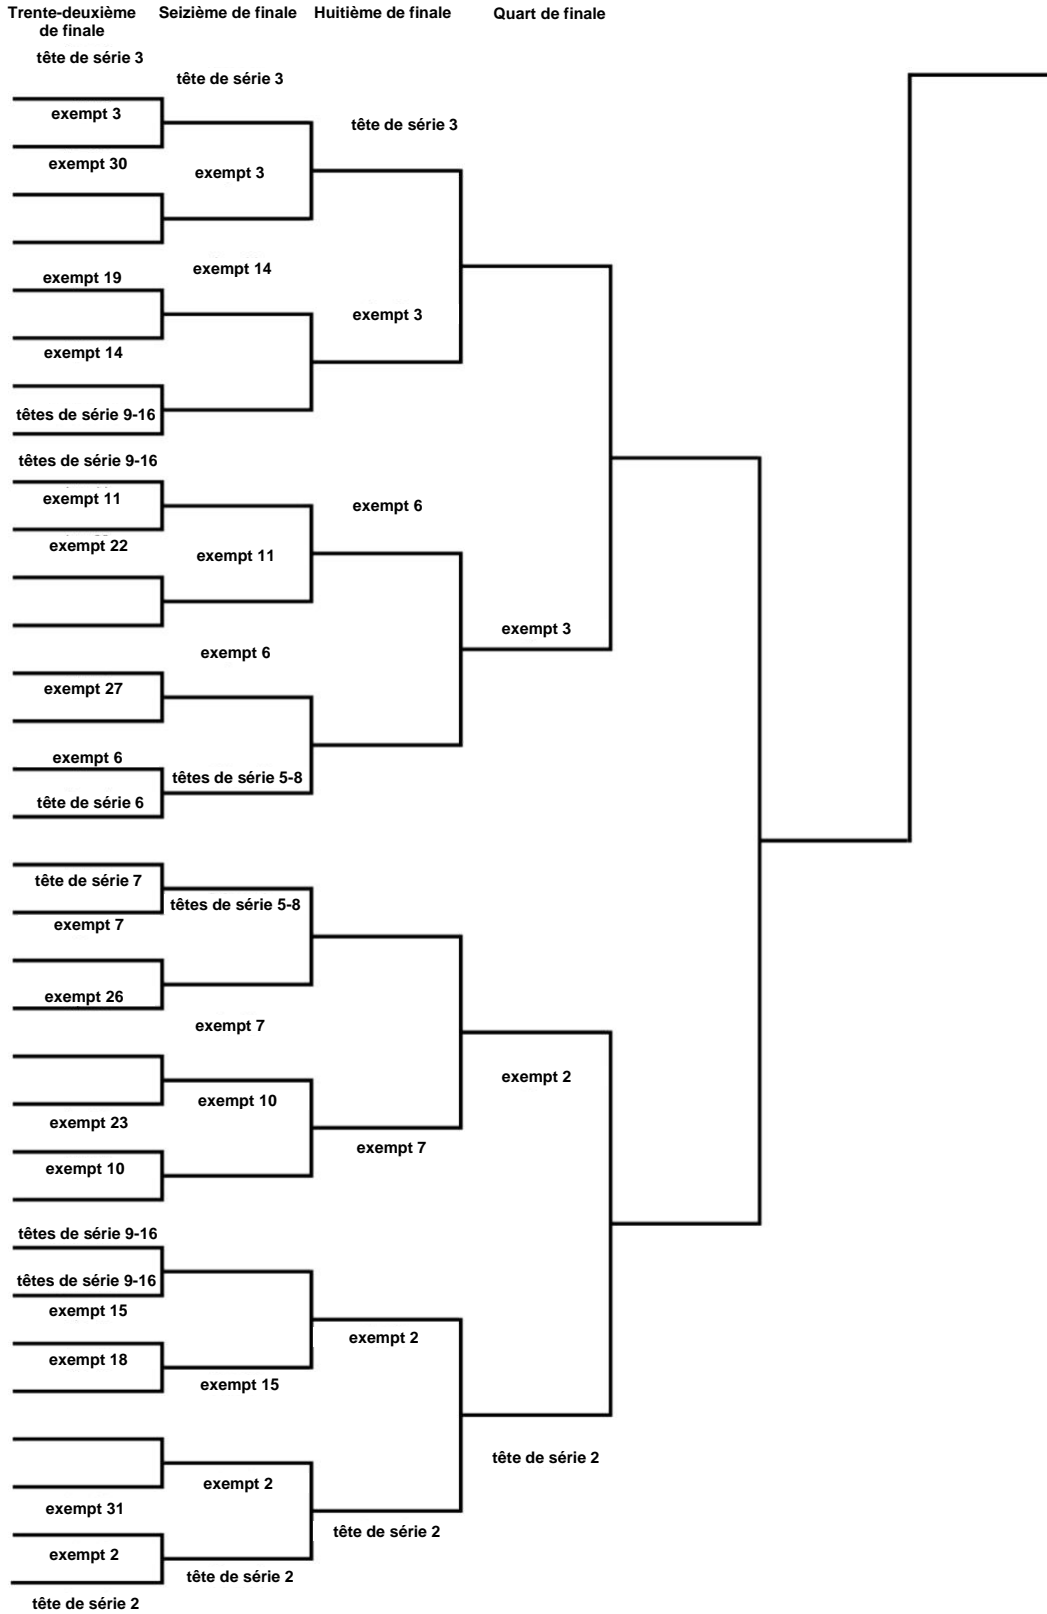 Trente-deuxième
de finale
Seizième de finale
Huitième de finale
Quart de finale
tête de série 3
tête de série 3
exempt 3
tête de série 3
exempt 30
exempt 3
exempt 14
exempt 19
exempt 3
exempt 14
têtes de série 9-16
têtes de série 9-16
exempt 11
exempt 6
exempt 22
exempt 11
exempt 3
exempt 6
exempt 27
exempt 6
têtes de série 5-8
tête de série 6
tête de série 7
têtes de série 5-8
exempt 7
exempt 26
exempt 7
exempt 2
exempt 10
exempt 23
exempt 7
exempt 10
têtes de série 9-16
têtes de série 9-16
exempt 15
exempt 2
exempt 18
exempt 15
tête de série 2
exempt 2
exempt 31
tête de série 2
exempt 2
tête de série 2
tête de série 2